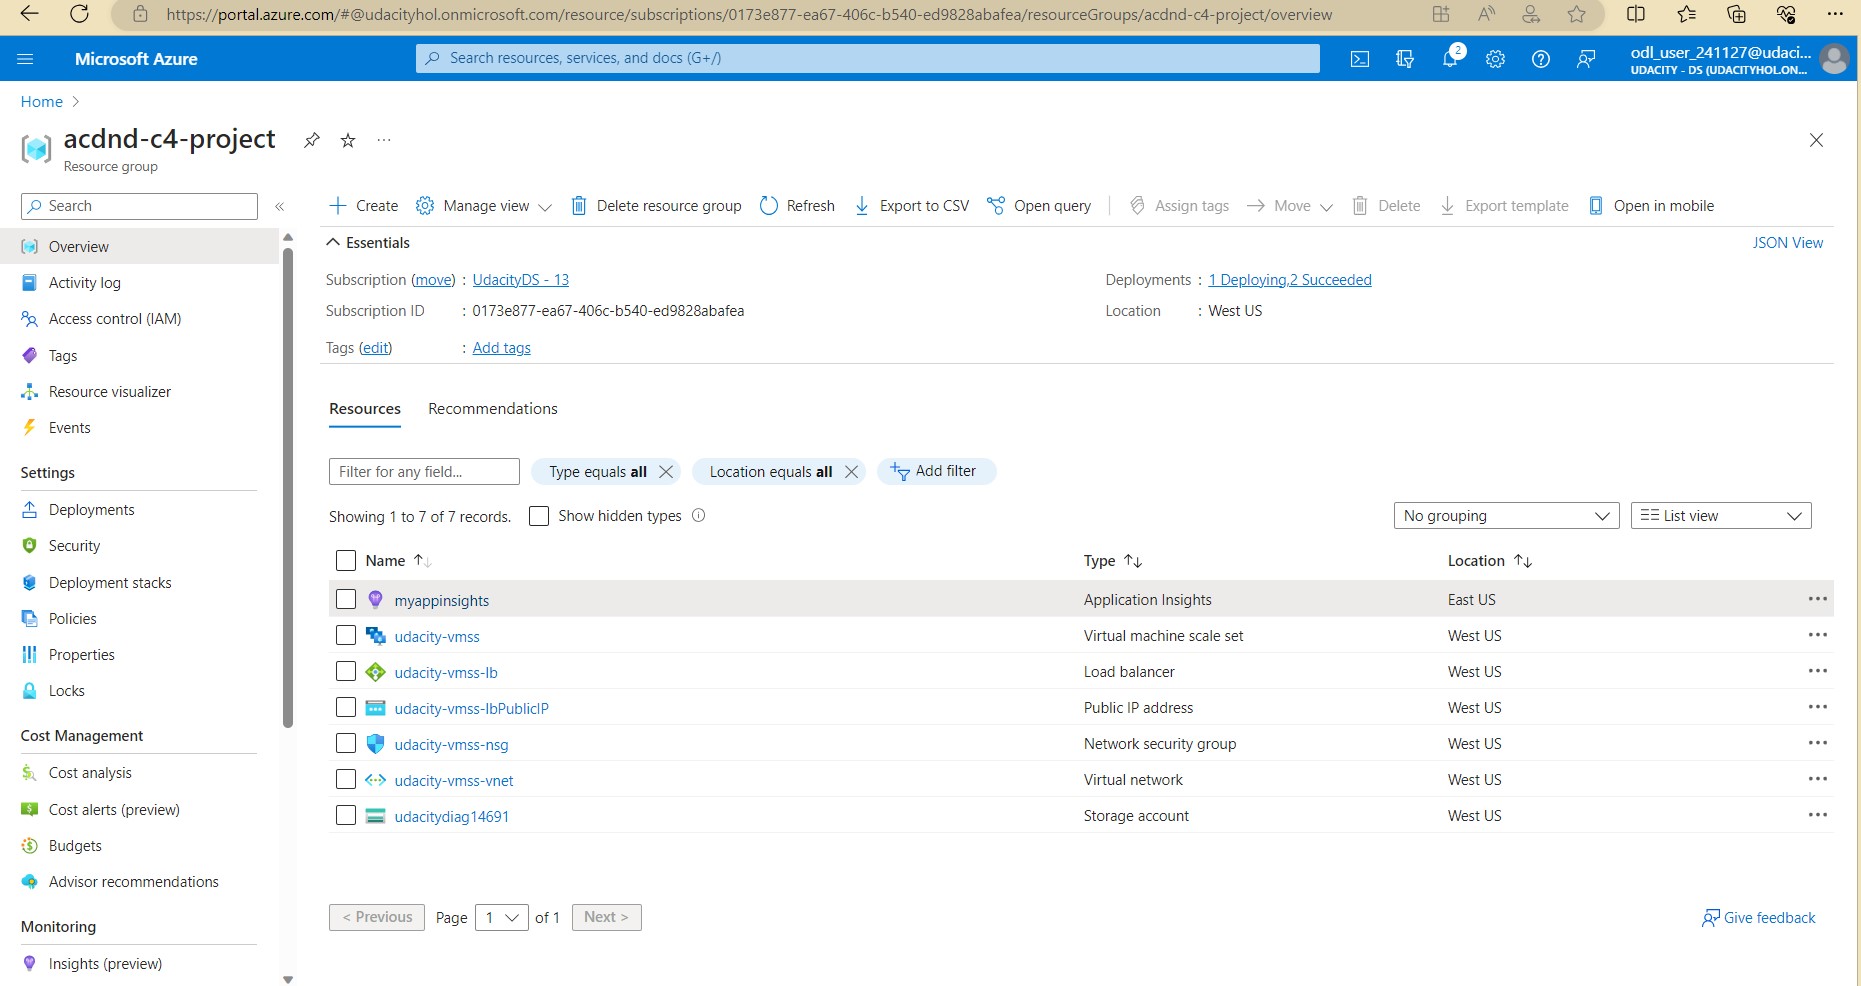 https://portal.azure.com/#@udacityhol.onmicrosoft.com/resource/subscriptions/0173e877-ea67-406c-b540-ed9828abafea/resourceGroups/acdnd-c4-project/overview
Microsoft Azure
Search resources, services, and docs (G+/)
2
odl_user_241127@udaci...
UDACITY - DS (UDACITYHOL.ON...
Home
acdnd-c4-project
Resource group
Search
Create
Manage view
Delete resource group
Refresh
Export to CSV
Open query
Assign tags
Move
Delete
Export template
Open in mobile
Overview
Activity log
Access control (IAM)
Tags
Resource visualizer
Events
Settings
Deployments
Security
Deployment stacks
Policies
Properties
Locks
Cost Management
Cost analysis
Cost alerts (preview)
Budgets
Advisor recommendations
Monitoring
Insights (preview)
Essentials
JSON View
Subscription (move) : UdacityDS - 13
Deployments : 1 Deploying,2 Succeeded
Subscription ID : 0173e877-ea67-406c-b540-ed9828abafea
Location : West US
Tags (edit) : Add tags
Resources
Recommendations
Filter for any field...
Type equals all
Location equals all
Add filter
Showing 1 to 7 of 7 records.
Show hidden types
No grouping
List view
Name Type Location
myappinsights Application Insights East US
udacity-vmss Virtual machine scale set West US
udacity-vmss-lb Load balancer West US
udacity-vmss-lbPublicIP Public IP address West US
udacity-vmss-nsg Network security group West US
udacity-vmss-vnet Virtual network West US
udacitydiag14691 Storage account West US
< Previous
Page 1 of 1
Next >
Give feedback